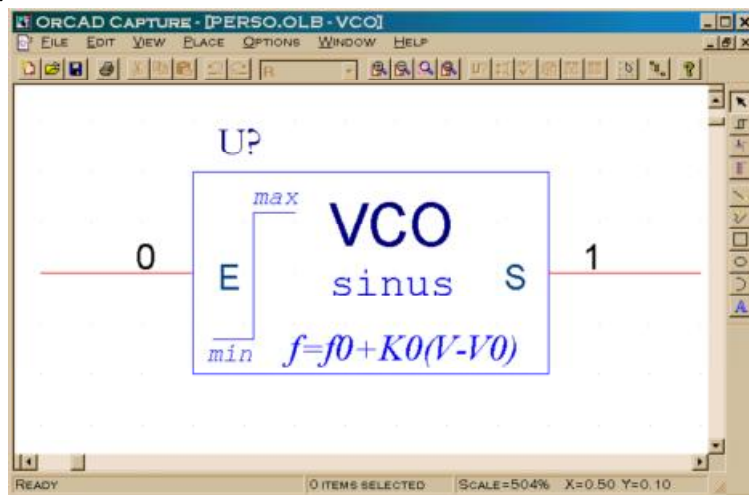 ORCAD CAPTURE - [PERSO.OLB - VCO]
FILE EDIT VIEW PLACE OPTIONS WINDOW HELP
R
U?
max
VCO
0
E
sinus
S
1
min
f=f0+K0(V-V0)
READY
0 ITEMS SELECTED
SCALE=504%
X=0.50 Y=0.10